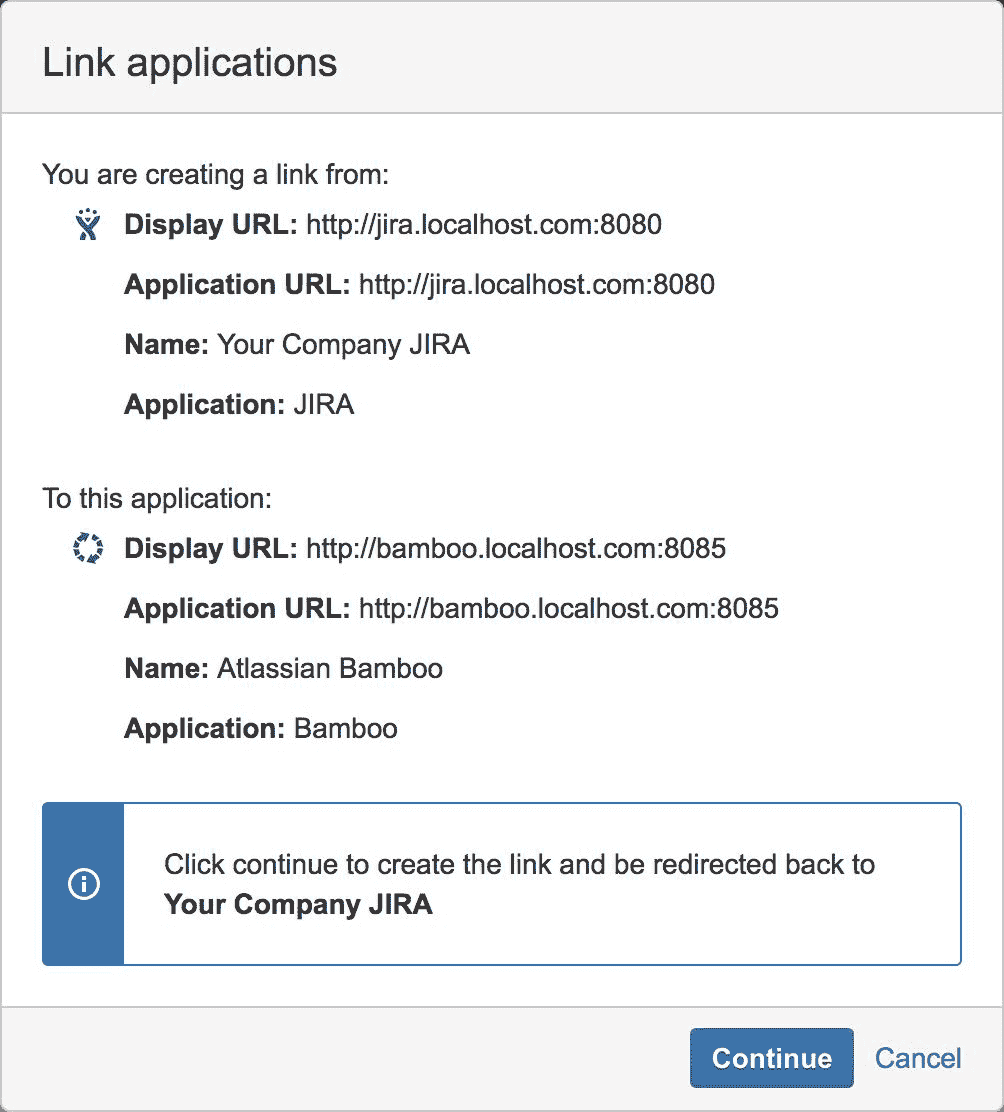 Link applications
You are creating a link from:
Display URL: http://jira.localhost.com:8080
Application URL: http://jira.localhost.com:8080
Name: Your Company JIRA
Application: JIRA
To this application:
Display URL: http://bamboo.localhost.com:8085
Application URL: http://bamboo.localhost.com:8085
Name: Atlassian Bamboo
Application: Bamboo
Click continue to create the link and be redirected back to
Your Company JIRA
Continue Cancel